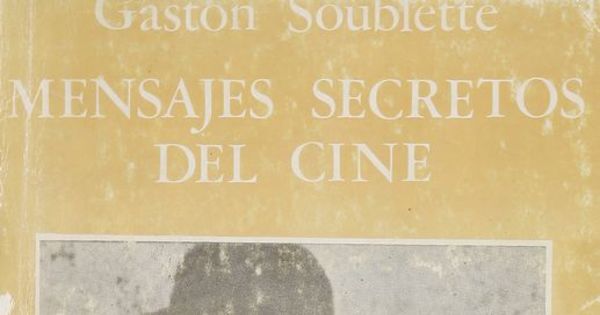 Gastón Soublette
MENSAJES SECRETOS
DEL CINE